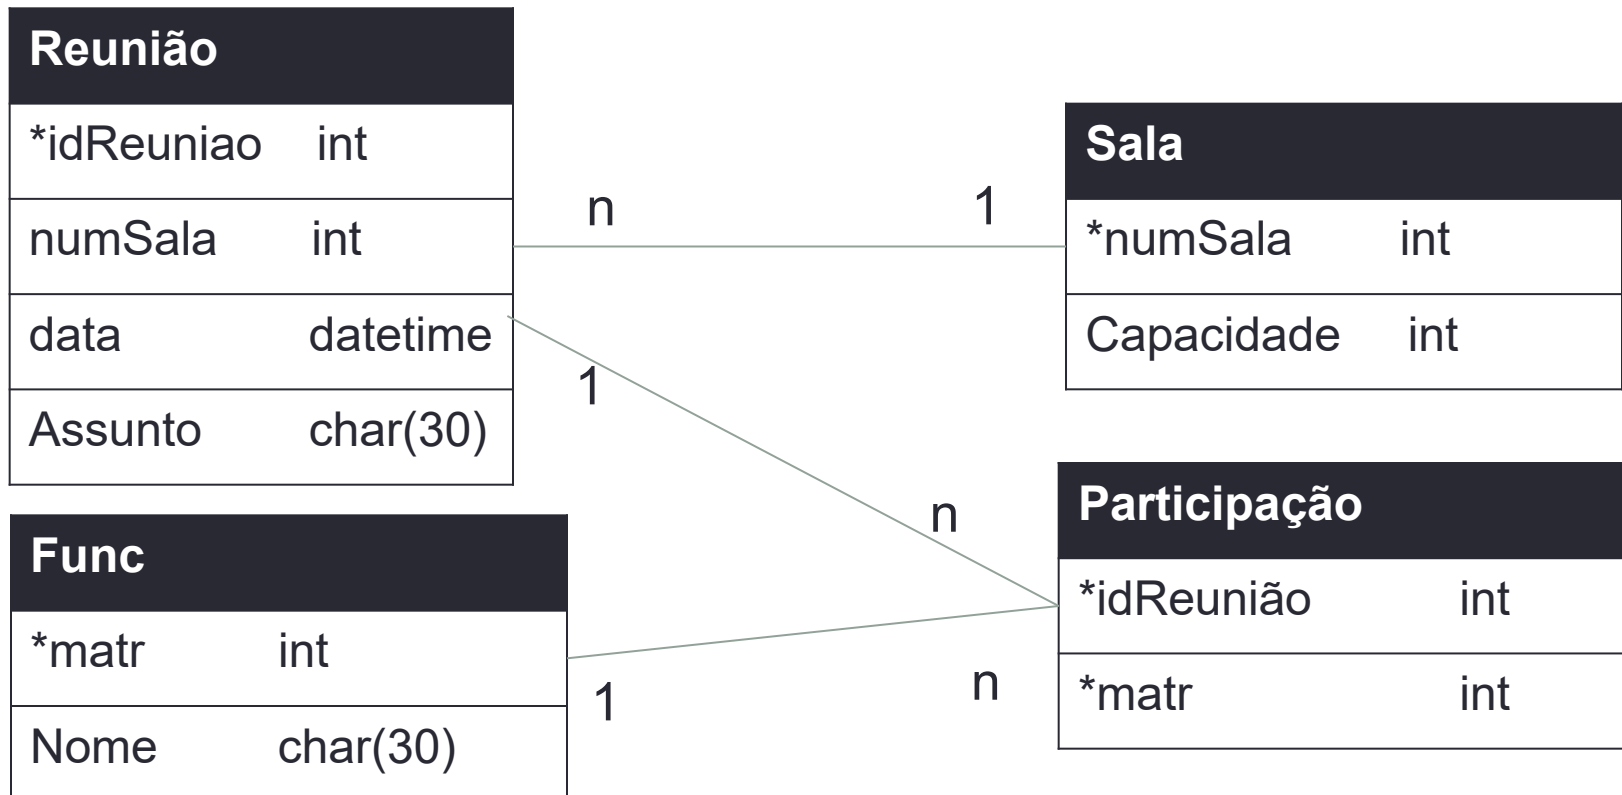 Reunião
*idReuniao int
numSala int
data datetime
Assunto char(30)
n
1
Sala
*numSala int
Capacidade int
1
n
Func
*matr int
Nome char(30)
1
n
Participação
*idReunião int
*matr int